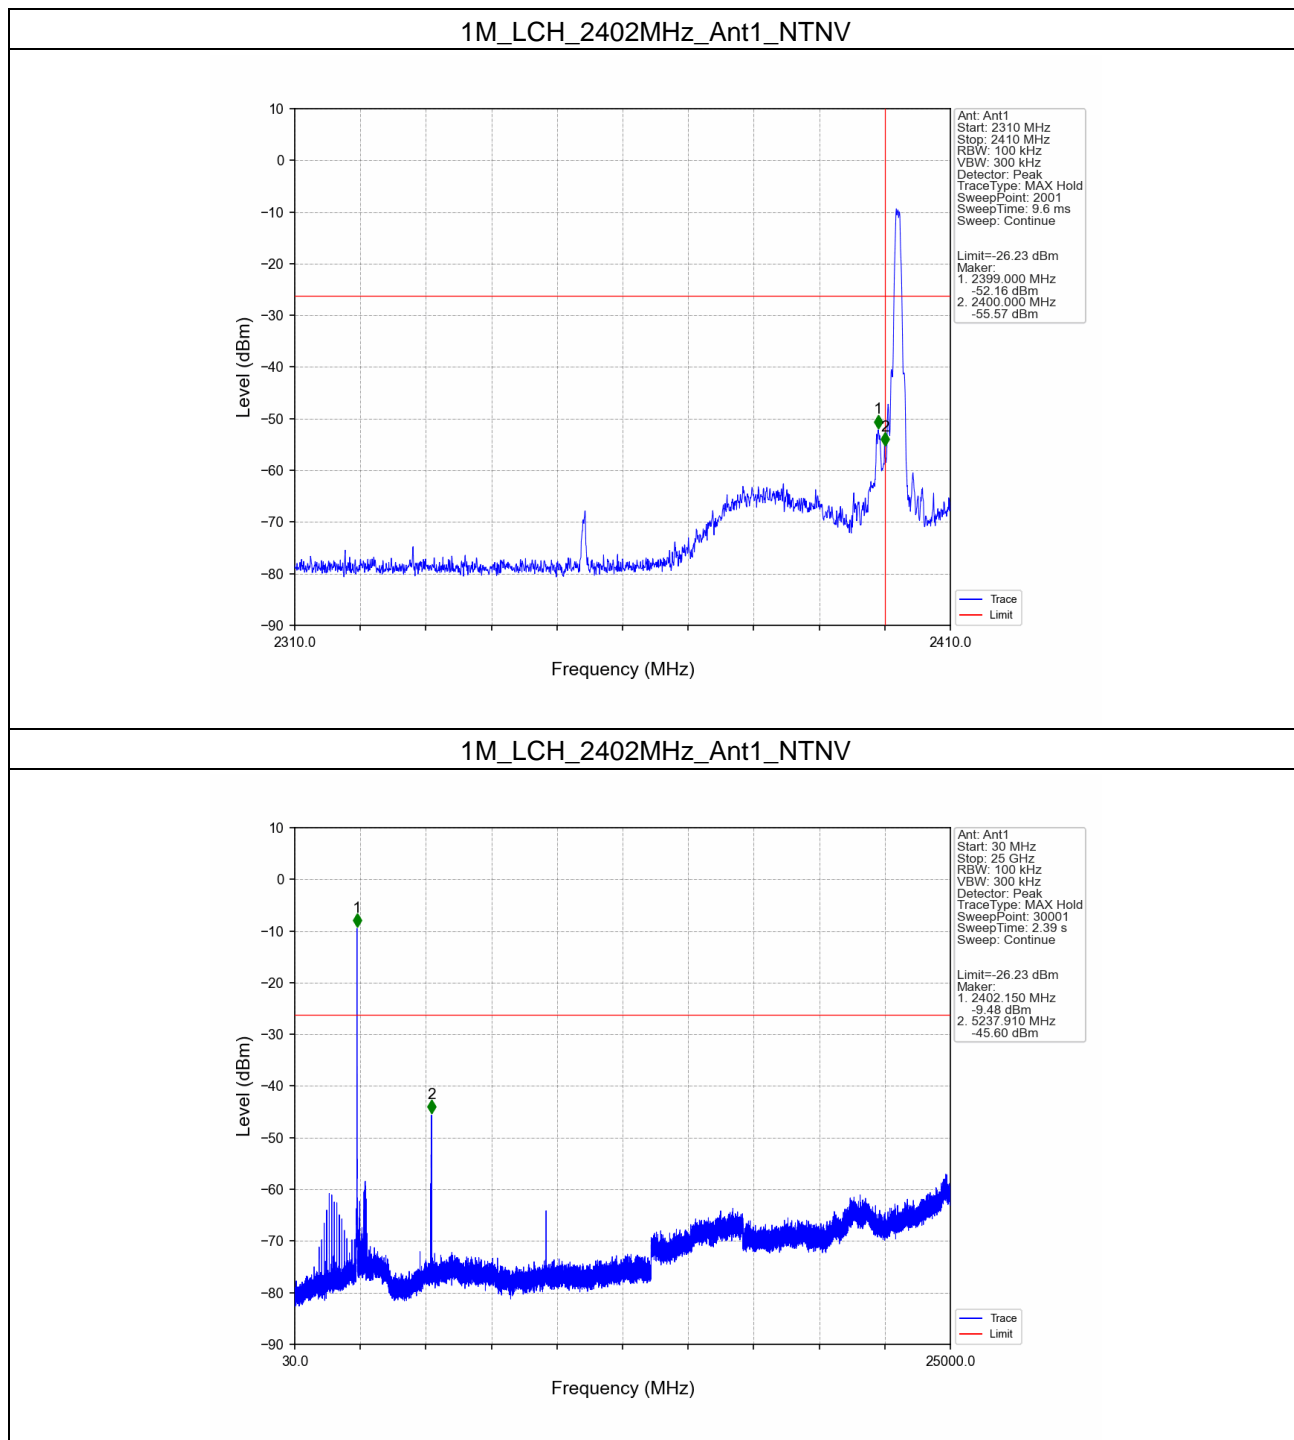 1M_LCH_2402MHz_Ant1_NTNV
10
0
−10
−20
−30
−40
−50
−60
−70
−80
−90
Level (dBm)
2310.0
2410.0
Frequency (MHz)
1
2
Ant: Ant1
Start: 2310 MHz
Stop: 2410 MHz
RBW: 100 kHz
VBW: 300 kHz
Detector: Peak
TraceType: MAX Hold
SweepPoint: 2001
SweepTime: 9.6 ms
Sweep: Continue
Limit=-26.23 dBm
Maker:
1. 2399.000 MHz
-52.16 dBm
2. 2400.000 MHz
-55.57 dBm
Trace
Limit
1M_LCH_2402MHz_Ant1_NTNV
10
0
−10
−20
−30
−40
−50
−60
−70
−80
−90
Level (dBm)
30.0
25000.0
Frequency (MHz)
1
2
Ant: Ant1
Start: 30 MHz
Stop: 25 GHz
RBW: 100 kHz
VBW: 300 kHz
Detector: Peak
TraceType: MAX Hold
SweepPoint: 30001
SweepTime: 2.39 s
Sweep: Continue
Limit=-26.23 dBm
Maker:
1. 2402.150 MHz
-9.48 dBm
2. 5237.910 MHz
-45.60 dBm
Trace
Limit